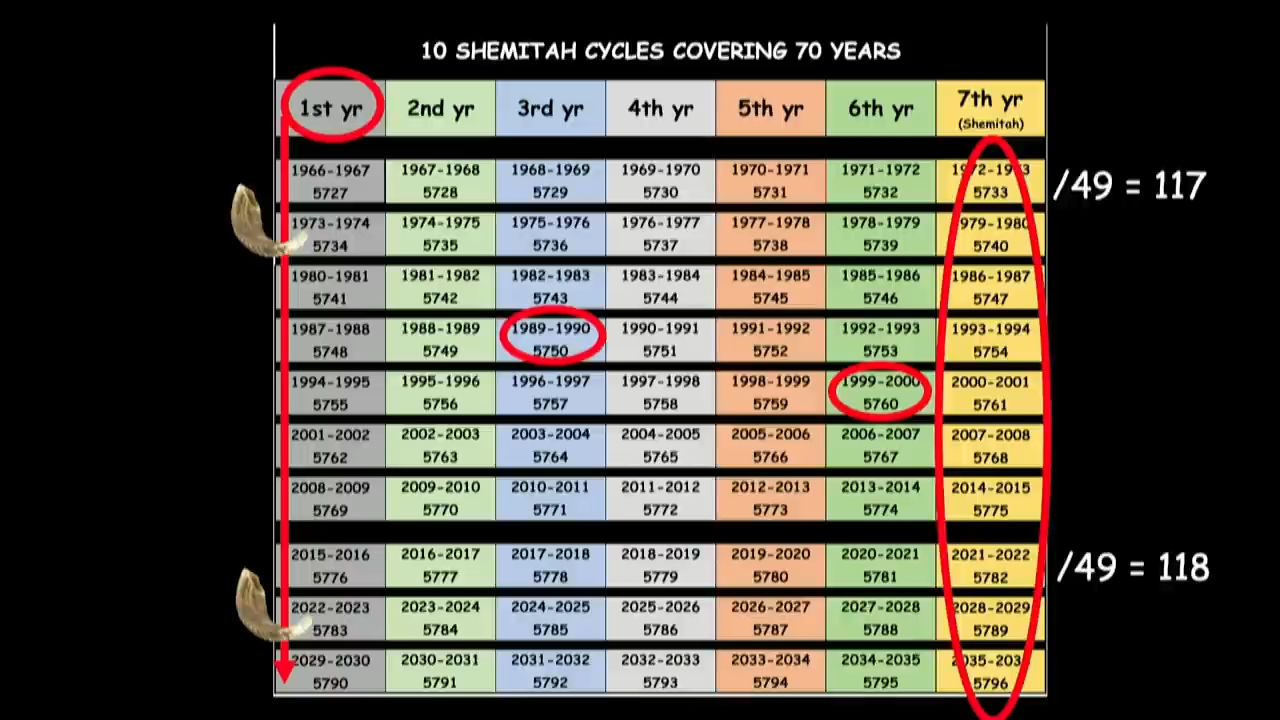 10 SHEMITAH CYCLES COVERING 70 YEARS
1st yr 2nd yr 3rd yr 4th yr 5th yr 6th yr 7th yr
(Shemitah)
1966-1967 1967-1968 1968-1969 1969-1970 1970-1971 1971-1972 1972-1973
5727 5728 5729 5730 5731 5732 5733 /49 = 117
1973-1974 1974-1975 1975-1976 1976-1977 1977-1978 1978-1979 1979-1980
5734 5735 5736 5737 5738 5739 5740
1980-1981 1981-1982 1982-1983 1983-1984 1984-1985 1985-1986 1986-1987
5741 5742 5743 5744 5745 5746 5747
1987-1988 1988-1989 1989-1990 1990-1991 1991-1992 1992-1993 1993-1994
5748 5749 5750 5751 5752 5753 5754
1994-1995 1995-1996 1996-1997 1997-1998 1998-1999 1999-2000 2000-2001
5755 5756 5757 5758 5759 5760 5761
2001-2002 2002-2003 2003-2004 2004-2005 2005-2006 2006-2007 2007-2008
5762 5763 5764 5765 5766 5767 5768
2008-2009 2009-2010 2010-2011 2011-2012 2012-2013 2013-2014 2014-2015
5769 5770 5771 5772 5773 5774 5775
2015-2016 2016-2017 2017-2018 2018-2019 2019-2020 2020-2021 2021-2022
5776 5777 5778 5779 5780 5781 5782 /49 = 118
2022-2023 2023-2024 2024-2025 2025-2026 2026-2027 2027-2028 2028-2029
5783 5784 5785 5786 5787 5788 5789
2029-2030 2030-2031 2031-2032 2032-2033 2033-2034 2034-2035 2035-2036
5790 5791 5792 5793 5794 5795 5796